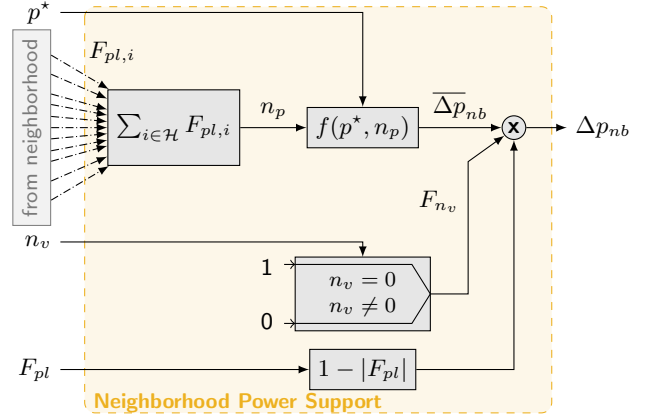 p^⋆
F_{pl,i}
from neighborhood
∑_{i∈ℋ} F_{pl,i}
n_p
f(p^⋆, n_p)
\overline{Δp}_{nb}
x
Δp_{nb}
F_{n_v}
n_v
1
n_v = 0
n_v ≠ 0
0
F_{pl}
1 − |F_{pl}|
Neighborhood Power Support